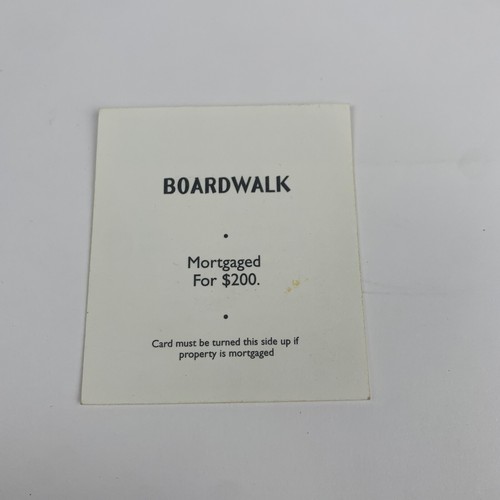 BOARDWALK
•
Mortgaged
For $200.
•
Card must be turned this side up if
property is mortgaged